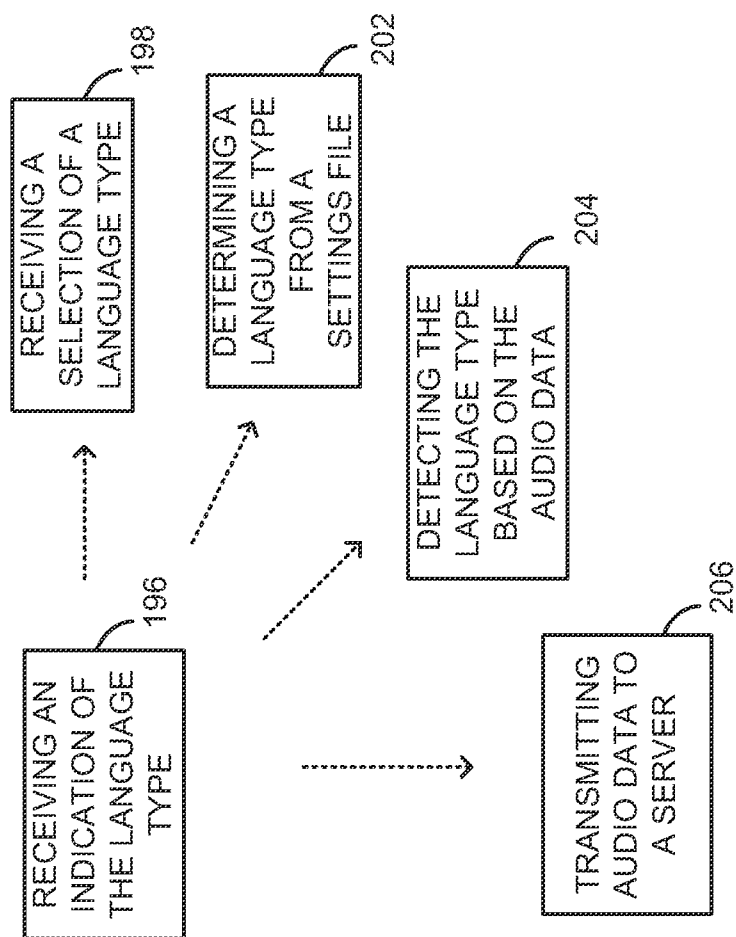 RECEIVING AN
INDICATION OF
THE LANGUAGE
TYPE
196
RECEIVING A
SELECTION OF A
LANGUAGE TYPE
198
DETERMINING A
LANGUAGE TYPE
FROM A
SETTINGS FILE
202
DETECTING THE
LANGUAGE TYPE
BASED ON THE
AUDIO DATA
204
TRANSMITTING
AUDIO DATA TO
A SERVER
206